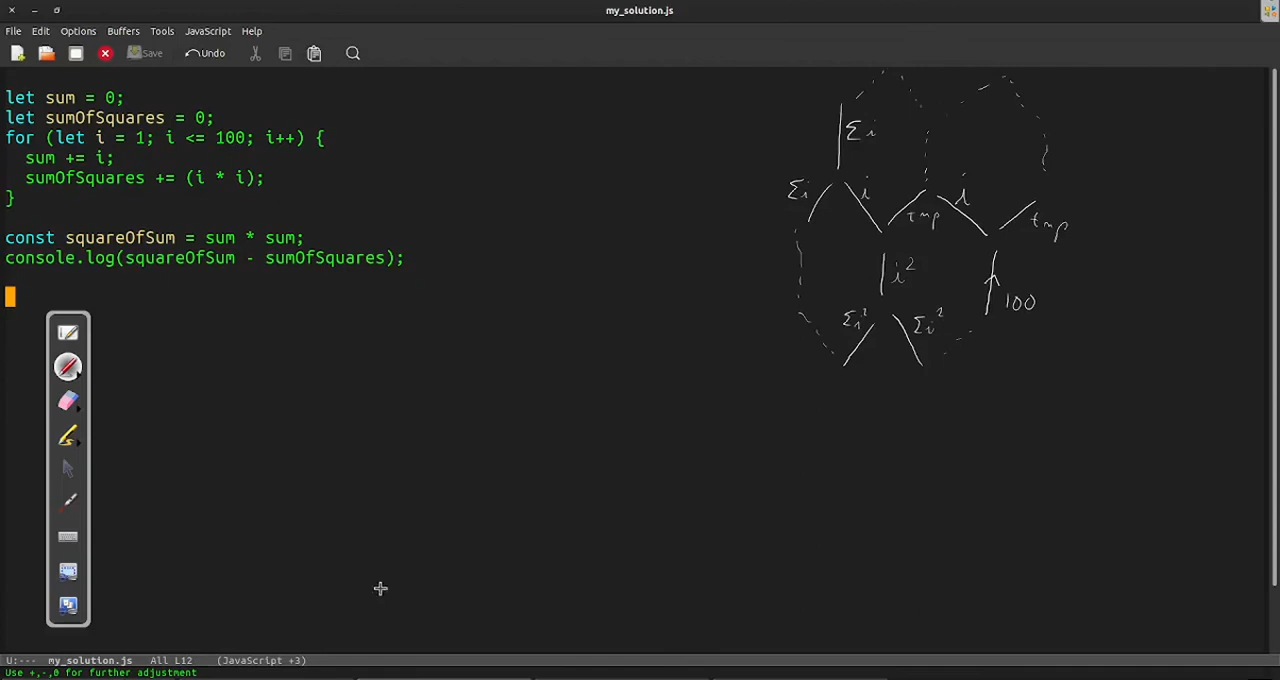 my_solution.js
File Edit Options Buffers Tools JavaScript Help
Save Undo
let sum = 0;
let sumOfSquares = 0;
for (let i = 1; i <= 100; i++) {
sum += i;
sumOfSquares += (i * i);
}
const squareOfSum = sum * sum;
console.log(squareOfSum - sumOfSquares);
Σi
Σi i tmp i tmp
i² 100
Σi² Σi²
U:--- my_solution.js All L12 (JavaScript +3)
Use +,-,0 for further adjustment